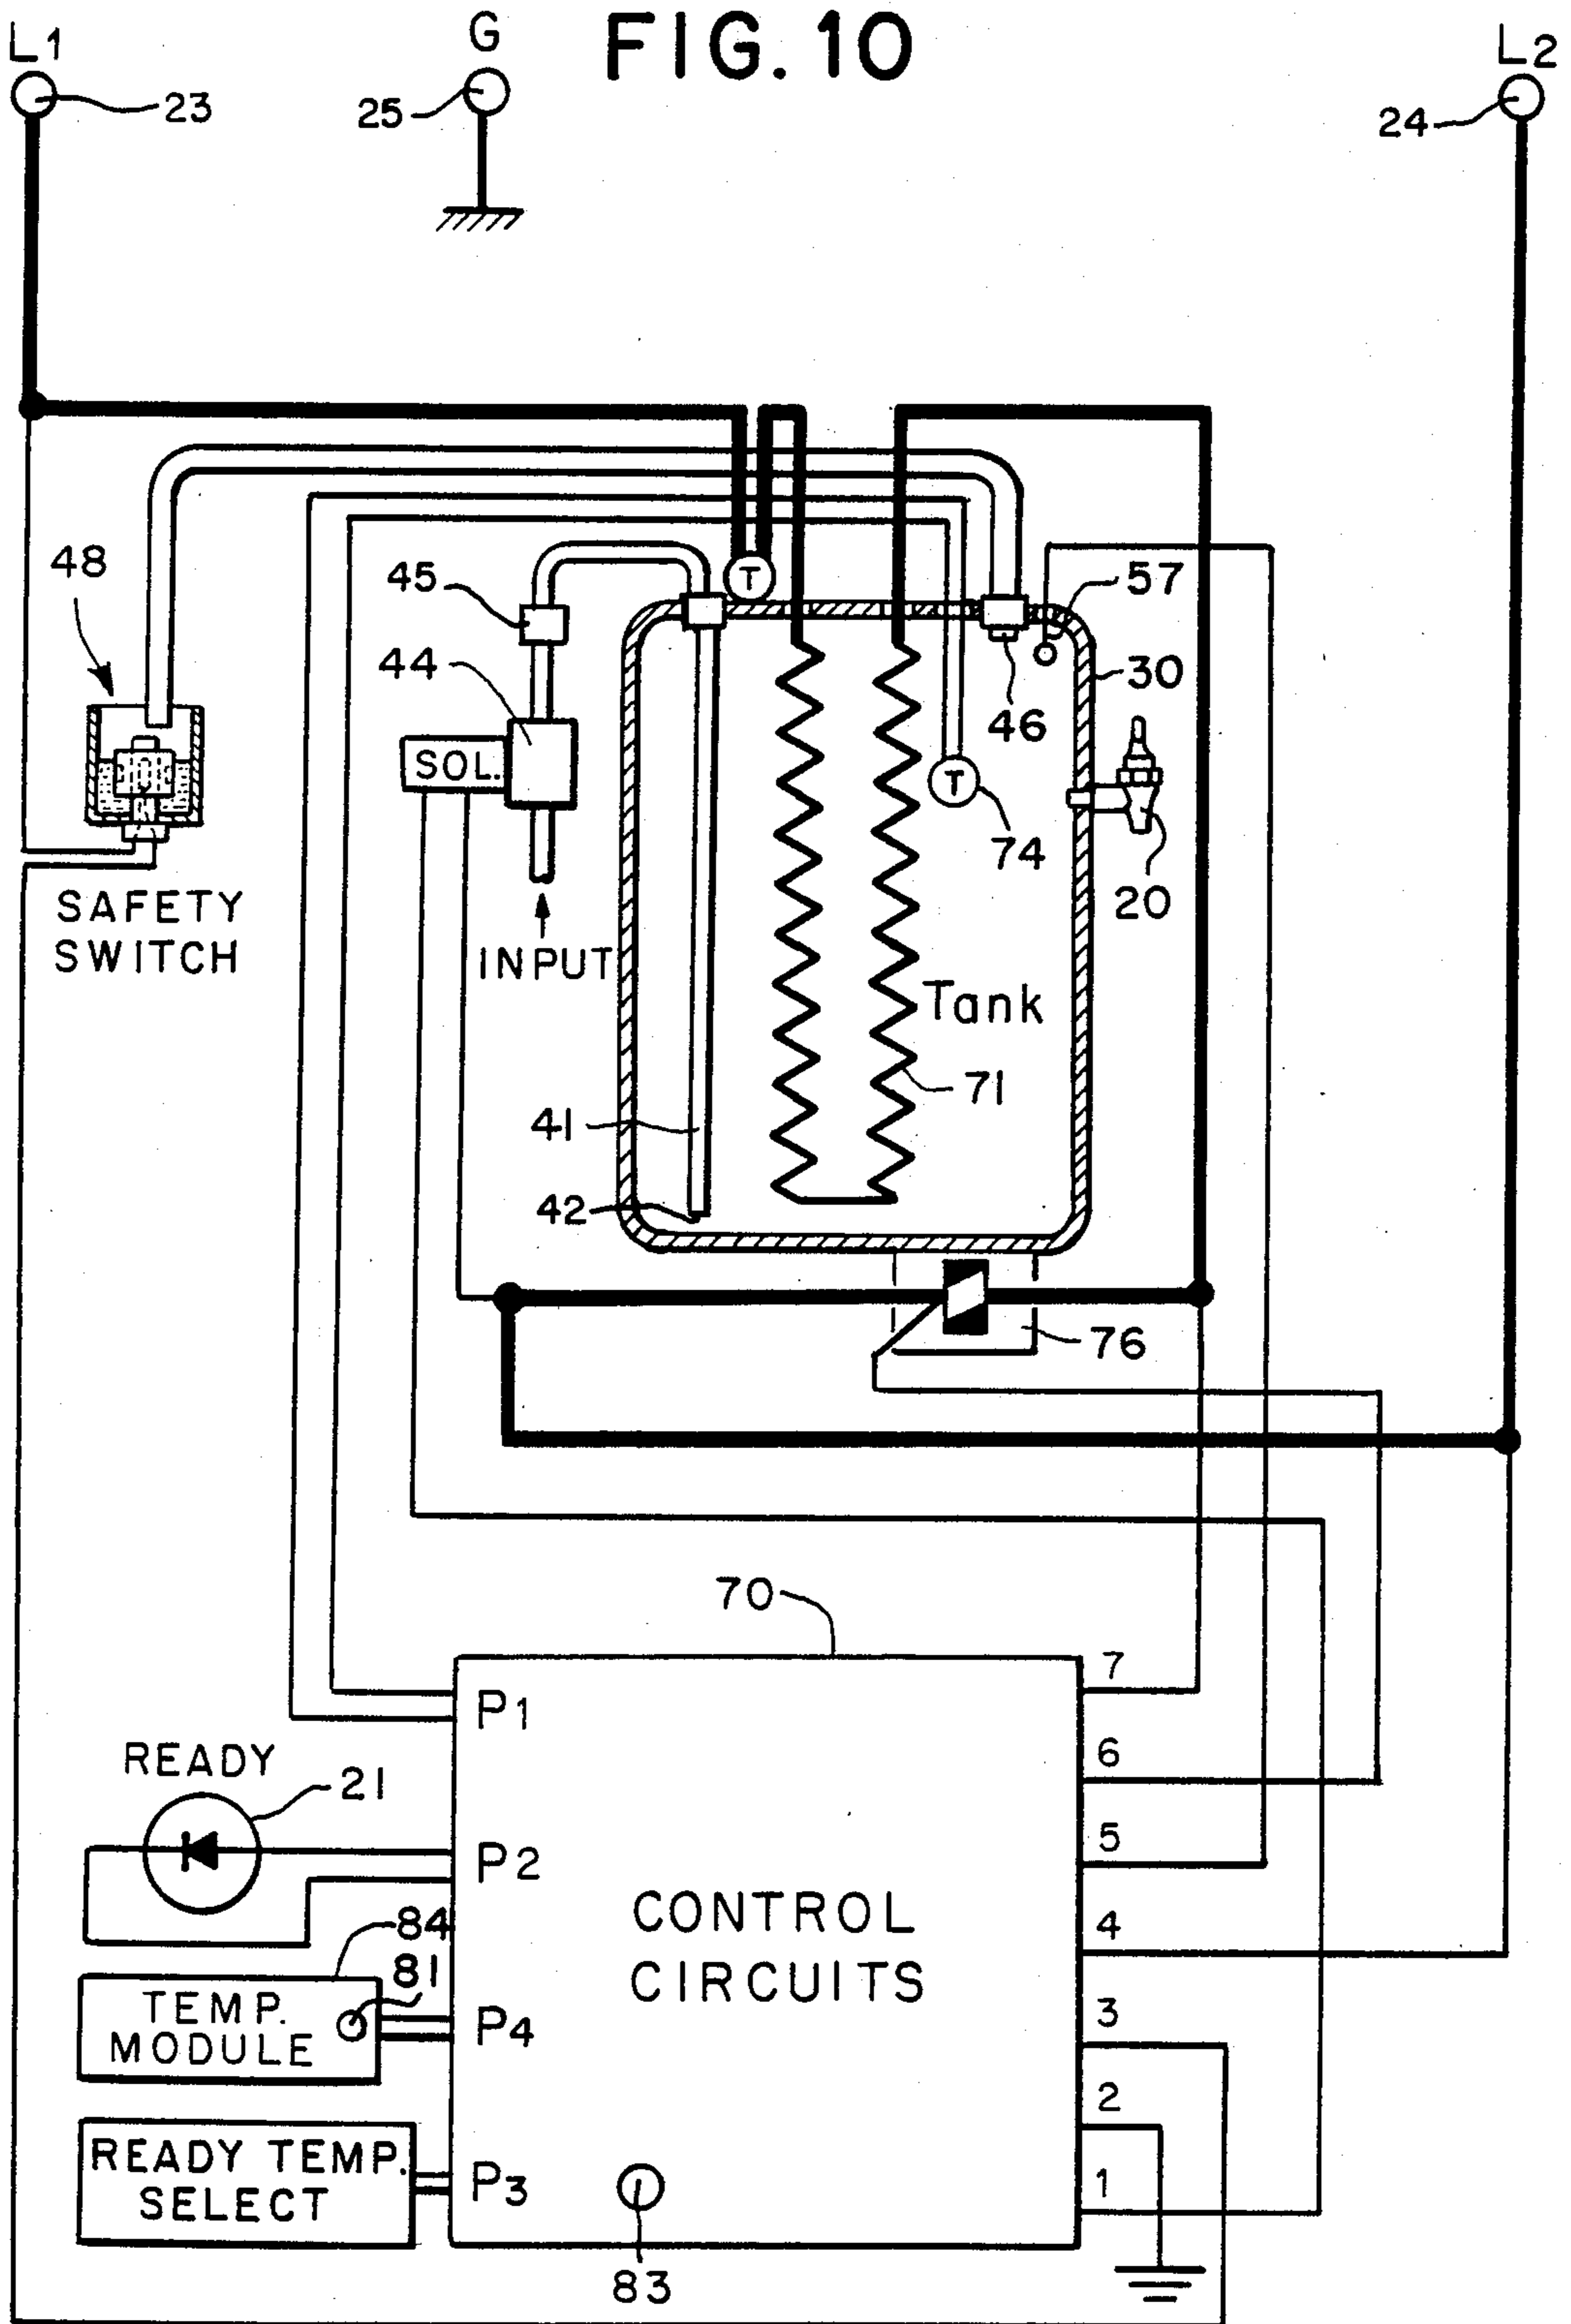 FIG. 10
L1
G
L2
23
25
24
48
45
57
44
30
46
SOL.
T
T
74
20
SAFETY
SWITCH
INPUT
Tank
71
41
42
76
70
P1
7
READY
21
6
P2
5
84
CONTROL
CIRCUITS
4
81
TEMP.
MODULE
P4
3
2
READY TEMP.
SELECT
P3
1
83